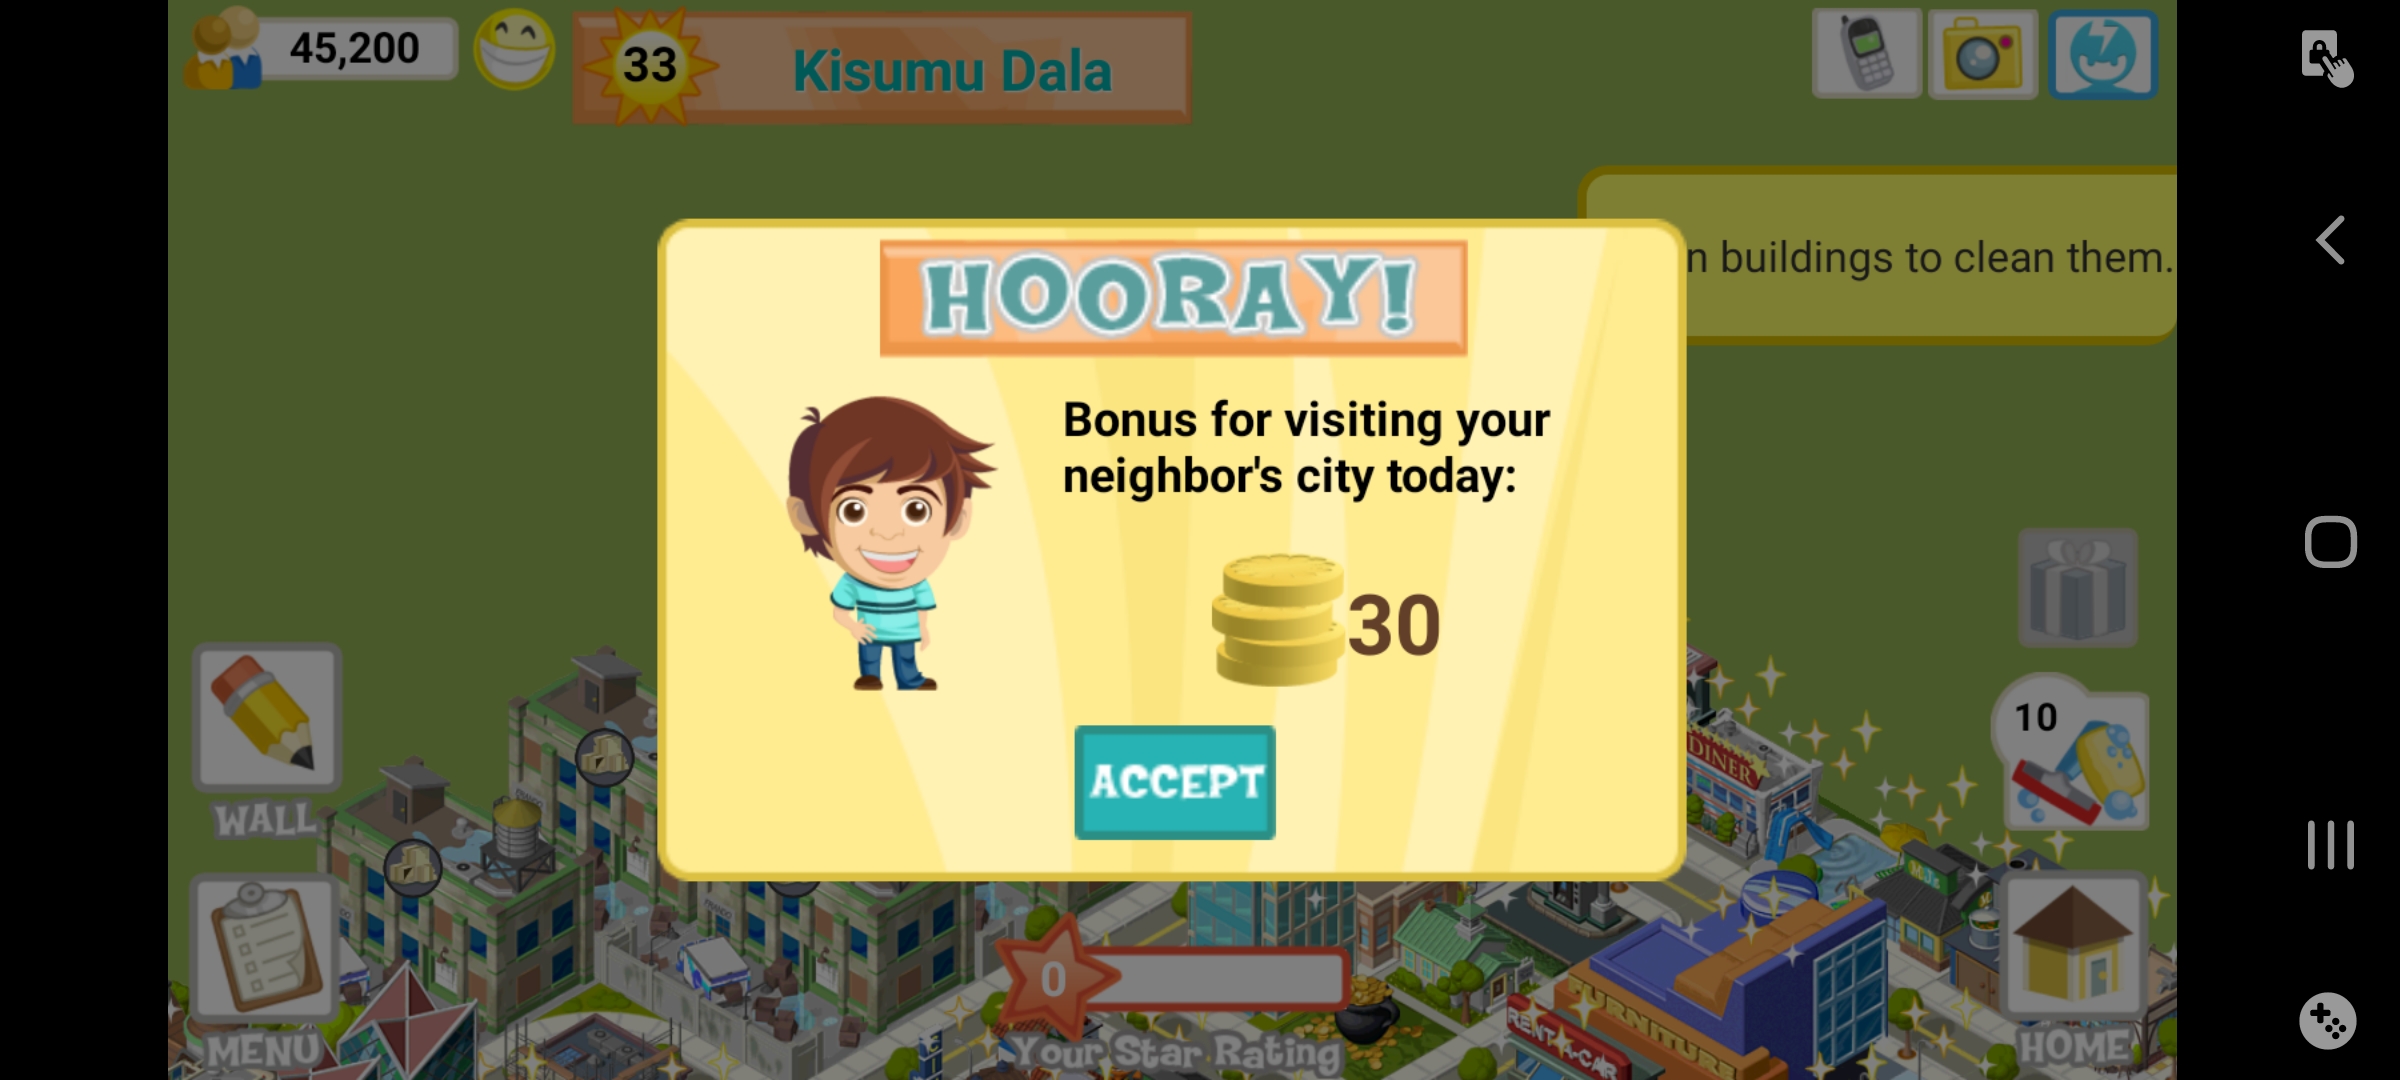 45,200
33
Kisumu Dala
n buildings to clean them.
HOORAY!
Bonus for visiting your
neighbor's city today:
30
ACCEPT
10
WALL
DINER
MJ's
0
FURNITURE
RENT-A-CAR
MENU
Your Star Rating
HOME